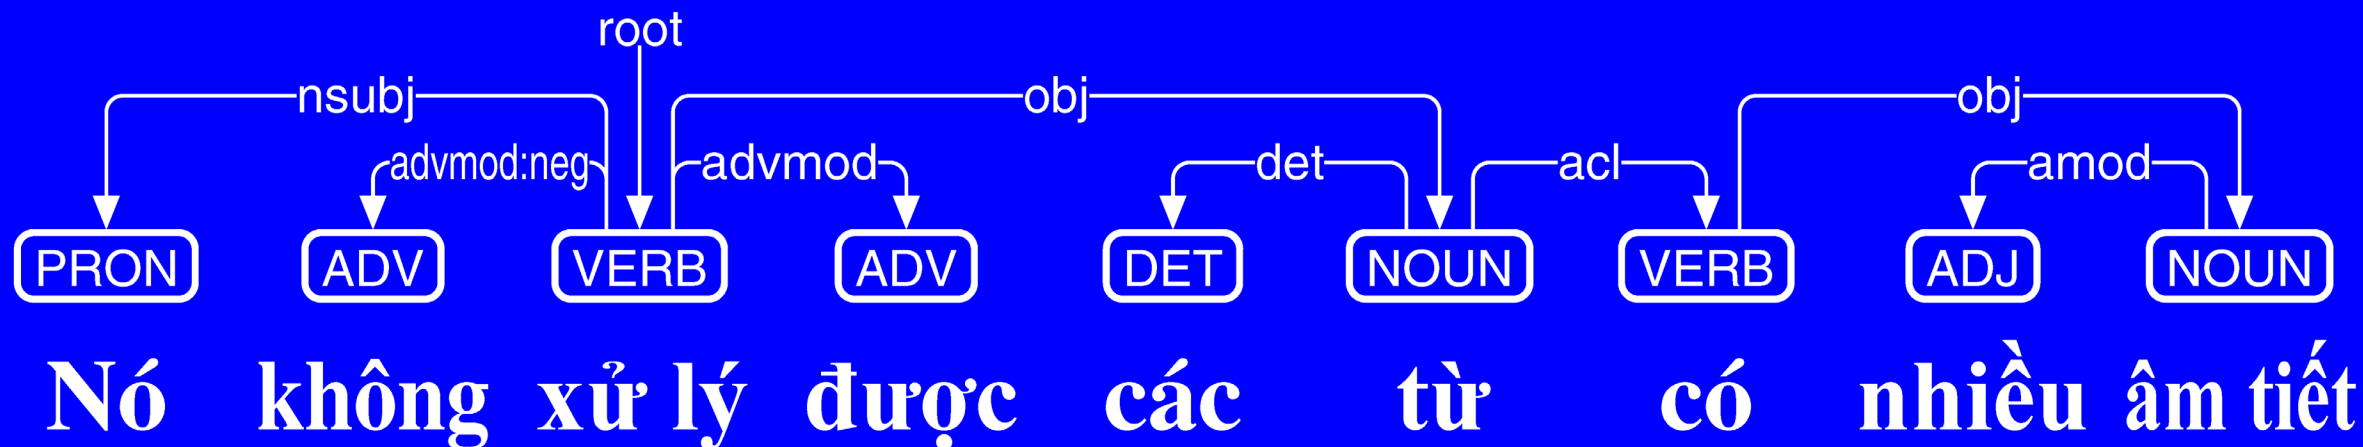 root
nsubj obj obj
advmod:neg advmod det acl amod
PRON ADV VERB ADV DET NOUN VERB ADJ NOUN
Nó không xử lý được các từ có nhiều âm tiết